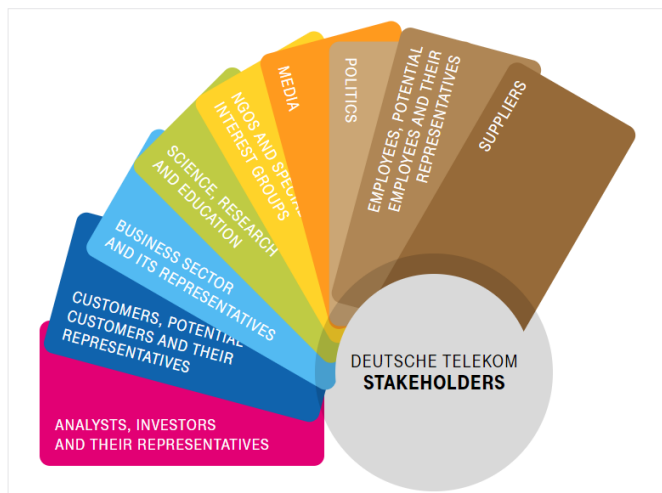 MEDIA
POLITICS
EMPLOYEES, POTENTIAL
EMPLOYEES AND THEIR
REPRESENTATIVES
SUPPLIERS
NGOS AND SPECIAL
INTEREST GROUPS
SCIENCE, RESEARCH
AND EDUCATION
BUSINESS SECTOR
AND ITS REPRESENTATIVES
CUSTOMERS, POTENTIAL
CUSTOMERS AND THEIR
REPRESENTATIVES
ANALYSTS, INVESTORS
AND THEIR REPRESENTATIVES
DEUTSCHE TELEKOM
STAKEHOLDERS